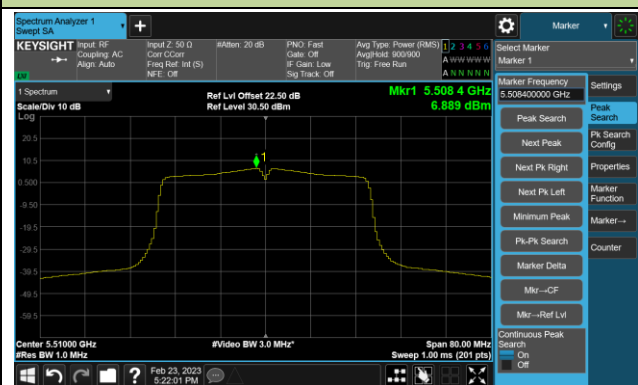 Spectrum Analyzer 1
Swept SA
+
Marker
KEYSIGHT
Input: RF
Coupling: AC
Align: Auto
Input Z: 50 Ω
Corr CCorr
Freq Ref: Int (S)
NFE: Off
#Atten: 20 dB
PNO: Fast
Gate: Off
IF Gain: Low
Sig Track: Off
Avg Type: Power (RMS)
Avg|Hold: 900/900
Trig: Free Run
1 2 3 4 5 6
A W W W W W
A N N N N N
LXI
Select Marker
Marker 1
1 Spectrum
Scale/Div 10 dB
Log
Ref Lvl Offset 22.50 dB
Ref Level 30.50 dBm
Mkr1 5.508 4 GHz
6.889 dBm
20.5
10.5
0.500
-9.50
-19.5
-29.5
-39.5
-49.5
-59.5
1
Center 5.51000 GHz
#Res BW 1.0 MHz
#Video BW 3.0 MHz*
Span 80.00 MHz
Sweep 1.00 ms (201 pts)
Marker Frequency
5.508400000 GHz
Peak Search
Next Peak
Next Pk Right
Next Pk Left
Minimum Peak
Pk-Pk Search
Marker Delta
Mkr→CF
Mkr→Ref Lvl
Continuous Peak
Search
On
Off
Settings
Peak
Search
Pk Search
Config
Properties
Marker
Function
Marker→
Counter
?
Feb 23, 2023
5:22:01 PM